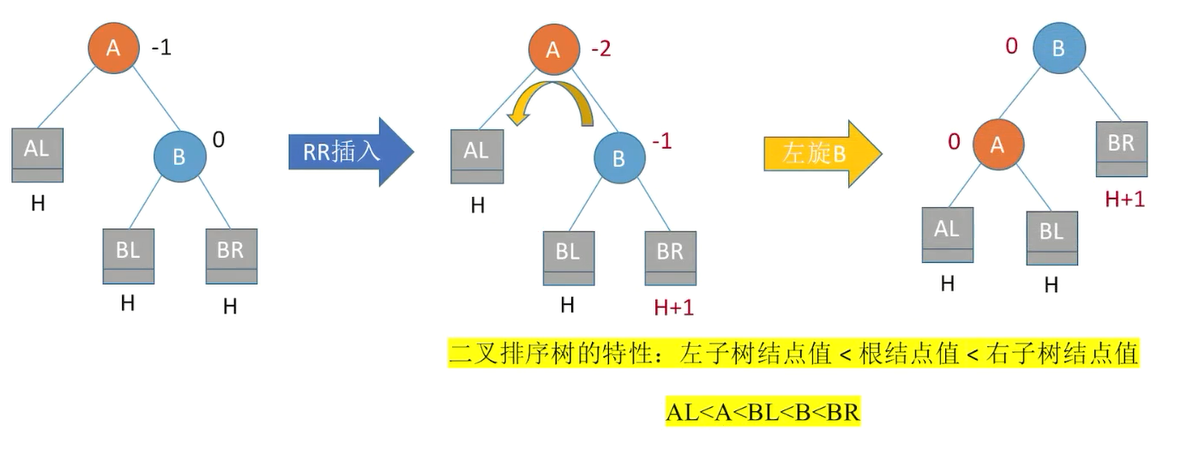 A -1
AL
B 0
H
BL BR
H H
RR插入
A -2
AL
B -1
H
BL BR
H H+1
左旋B
0 B
0 A
BR
H+1
AL BL
H H
二叉排序树的特性：左子树结点值 < 根结点值 < 右子树结点值
AL<A<BL<B<BR